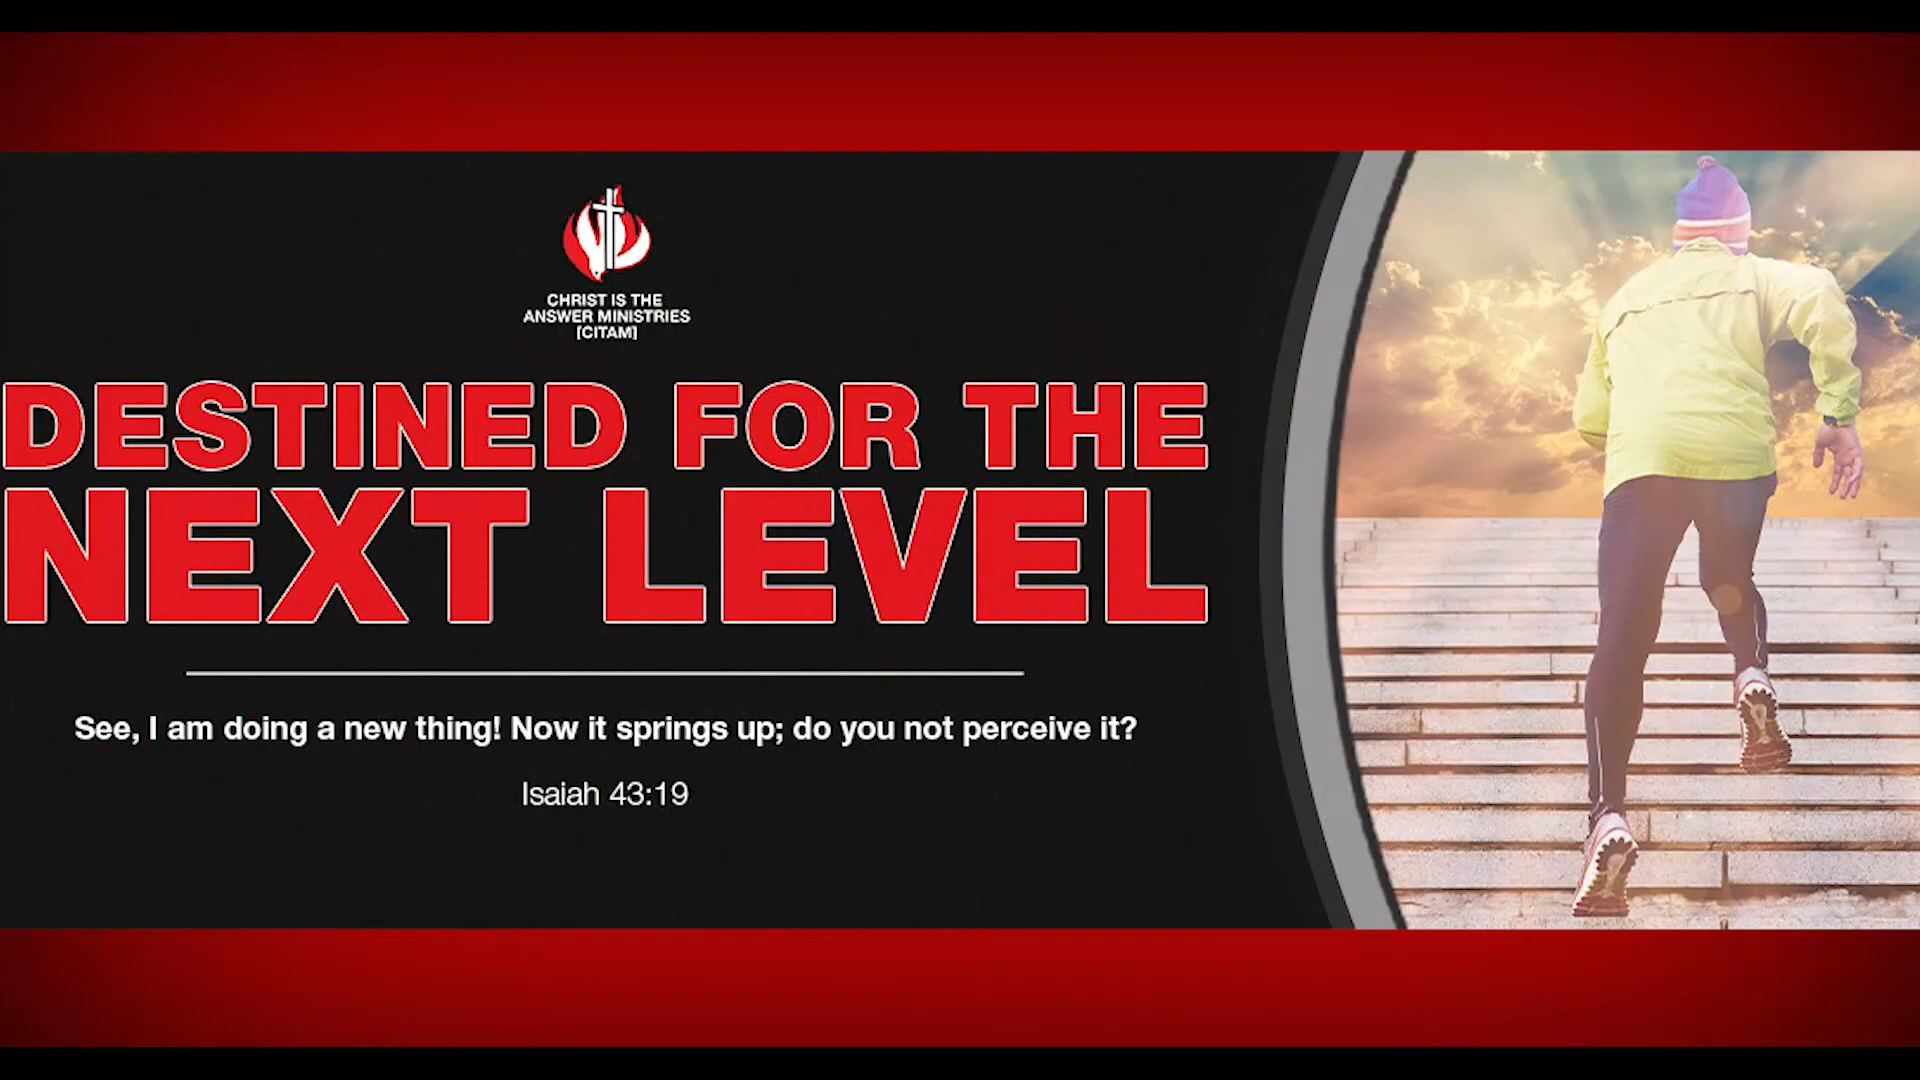 CHRIST IS THE
ANSWER MINISTRIES
[CITAM]
DESTINED FOR THE
NEXT LEVEL
See, I am doing a new thing! Now it springs up; do you not perceive it?
Isaiah 43:19